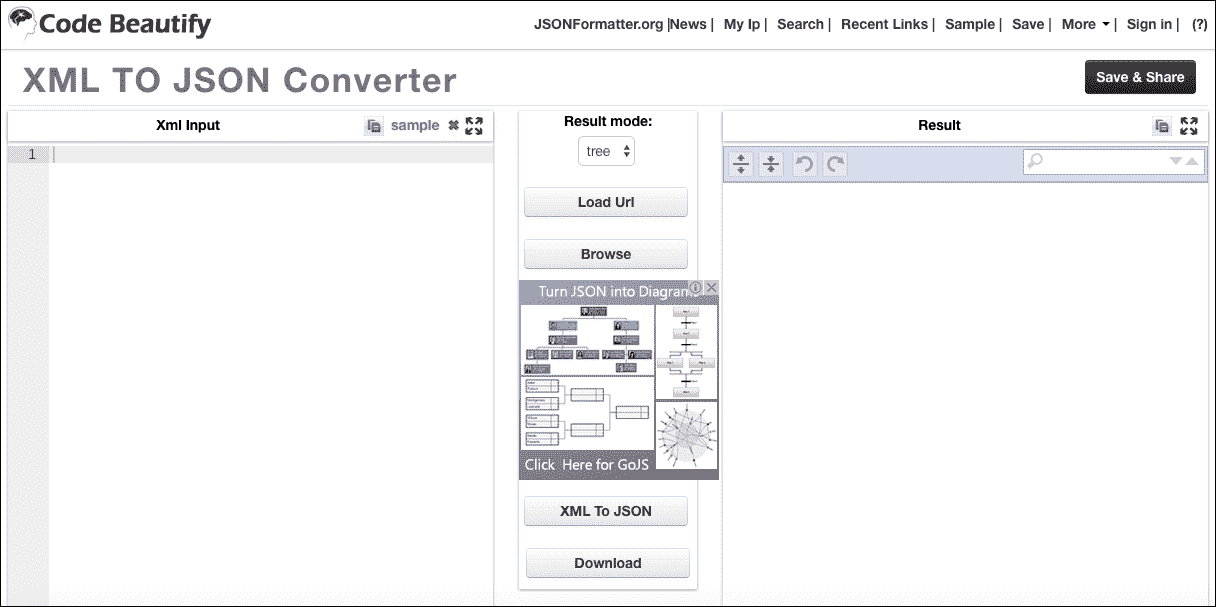 Code Beautify
JSONFormatter.org |News | My Ip | Search | Recent Links | Sample | Save | More | Sign in | (?)
XML TO JSON Converter
Save & Share
Xml Input
sample
1
Result mode:
tree
Load Url
Browse
Turn JSON into Diagrams
Click Here for GoJS
XML To JSON
Download
Result